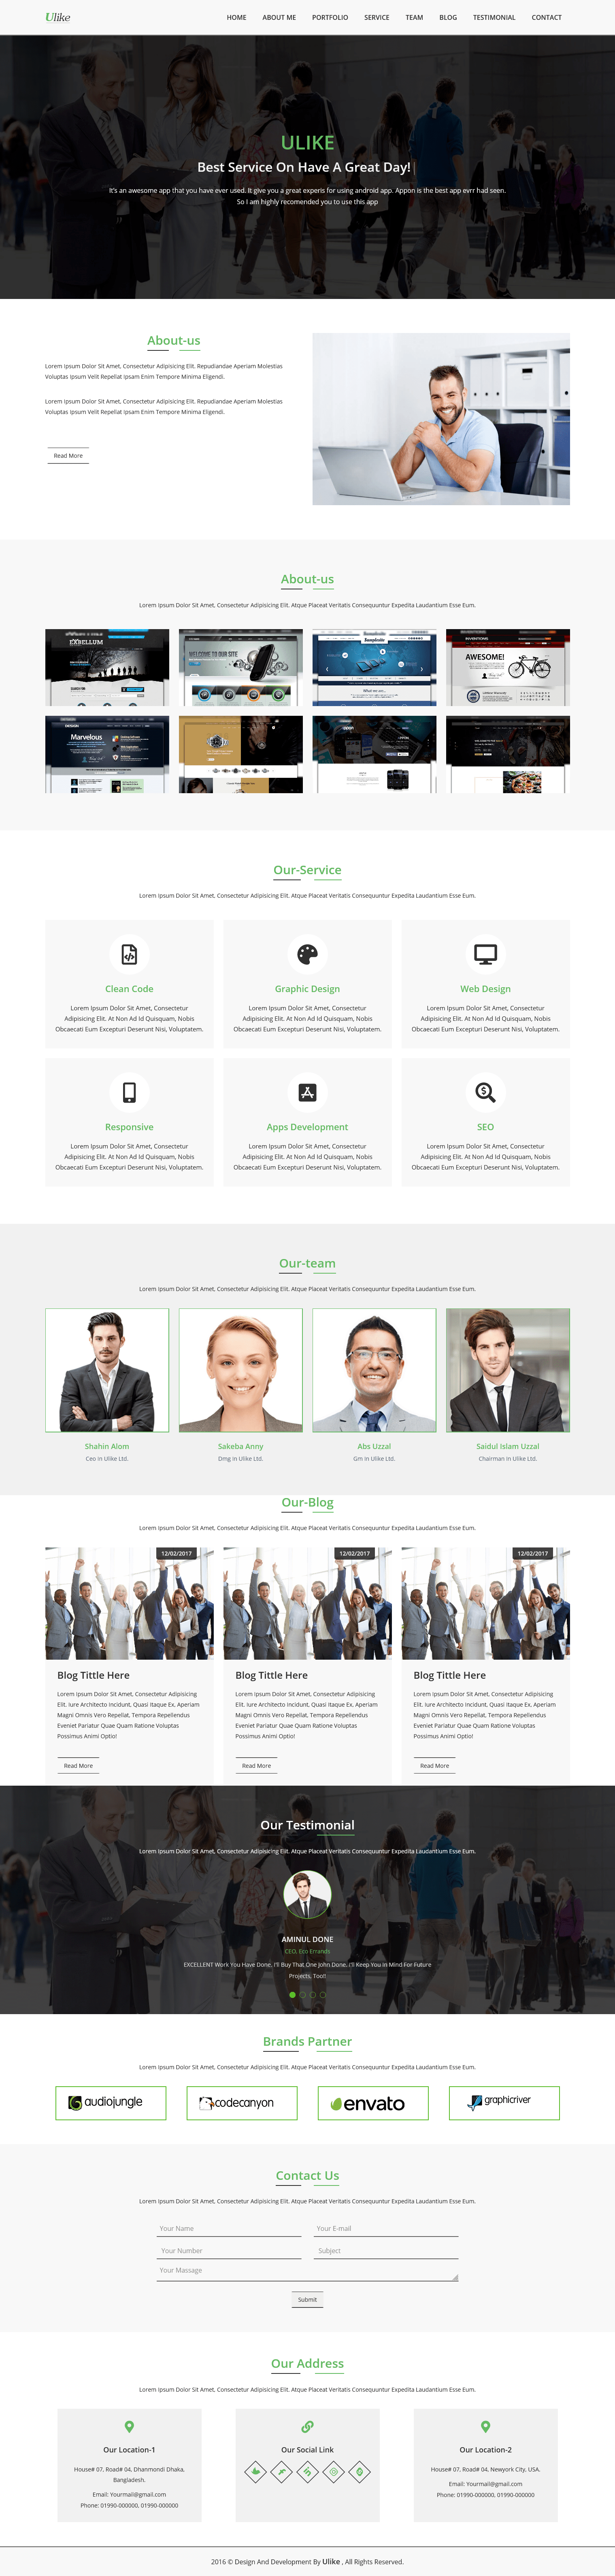 Ulike
HOME ABOUT ME PORTFOLIO SERVICE TEAM BLOG TESTIMONIAL CONTACT
ULIKE
Best Service On Have A Great Day!
It's an awesome app that you have ever used. It give you a great experis for using android app. Appon is the best app evrr had seen.
So I am highly recomended you to use this app
About-us
Lorem Ipsum Dolor Sit Amet, Consectetur Adipisicing Elit. Repudiandae Aperiam Molestias
Voluptas Ipsum Velit Repellat Ipsam Enim Tempore Minima Eligendi.
Lorem Ipsum Dolor Sit Amet, Consectetur Adipisicing Elit. Repudiandae Aperiam Molestias
Voluptas Ipsum Velit Repellat Ipsam Enim Tempore Minima Eligendi.
Read More
About-us
Lorem Ipsum Dolor Sit Amet, Consectetur Adipisicing Elit. Atque Placeat Veritatis Consequuntur Expedita Laudantium Esse Eum.
WELCOME TO OUR SITE
AWESOME!
Marvelous
Our-Service
Lorem Ipsum Dolor Sit Amet, Consectetur Adipisicing Elit. Atque Placeat Veritatis Consequuntur Expedita Laudantium Esse Eum.
Clean Code
Lorem Ipsum Dolor Sit Amet, Consectetur
Adipisicing Elit. At Non Ad Id Quisquam, Nobis
Obcaecati Eum Excepturi Deserunt Nisi, Voluptatem.
Graphic Design
Lorem Ipsum Dolor Sit Amet, Consectetur
Adipisicing Elit. At Non Ad Id Quisquam, Nobis
Obcaecati Eum Excepturi Deserunt Nisi, Voluptatem.
Web Design
Lorem Ipsum Dolor Sit Amet, Consectetur
Adipisicing Elit. At Non Ad Id Quisquam, Nobis
Obcaecati Eum Excepturi Deserunt Nisi, Voluptatem.
Responsive
Lorem Ipsum Dolor Sit Amet, Consectetur
Adipisicing Elit. At Non Ad Id Quisquam, Nobis
Obcaecati Eum Excepturi Deserunt Nisi, Voluptatem.
Apps Development
Lorem Ipsum Dolor Sit Amet, Consectetur
Adipisicing Elit. At Non Ad Id Quisquam, Nobis
Obcaecati Eum Excepturi Deserunt Nisi, Voluptatem.
SEO
Lorem Ipsum Dolor Sit Amet, Consectetur
Adipisicing Elit. At Non Ad Id Quisquam, Nobis
Obcaecati Eum Excepturi Deserunt Nisi, Voluptatem.
Our-team
Lorem Ipsum Dolor Sit Amet, Consectetur Adipisicing Elit. Atque Placeat Veritatis Consequuntur Expedita Laudantium Esse Eum.
Shahin Alom
Ceo In Ulike Ltd.
Sakeba Anny
Dmg In Ulike Ltd.
Abs Uzzal
Gm In Ulike Ltd.
Saidul Islam Uzzal
Chairman In Ulike Ltd.
Our-Blog
Lorem Ipsum Dolor Sit Amet, Consectetur Adipisicing Elit. Atque Placeat Veritatis Consequuntur Expedita Laudantium Esse Eum.
12/02/2017
Blog Tittle Here
Lorem Ipsum Dolor Sit Amet, Consectetur Adipisicing
Elit. Iure Architecto Incidunt, Quasi Itaque Ex, Aperiam
Magni Omnis Vero Repellat, Tempora Repellendus
Eveniet Pariatur Quae Quam Ratione Voluptas
Possimus Animi Optio!
Read More
12/02/2017
Blog Tittle Here
Lorem Ipsum Dolor Sit Amet, Consectetur Adipisicing
Elit. Iure Architecto Incidunt, Quasi Itaque Ex, Aperiam
Magni Omnis Vero Repellat, Tempora Repellendus
Eveniet Pariatur Quae Quam Ratione Voluptas
Possimus Animi Optio!
Read More
12/02/2017
Blog Tittle Here
Lorem Ipsum Dolor Sit Amet, Consectetur Adipisicing
Elit. Iure Architecto Incidunt, Quasi Itaque Ex, Aperiam
Magni Omnis Vero Repellat, Tempora Repellendus
Eveniet Pariatur Quae Quam Ratione Voluptas
Possimus Animi Optio!
Read More
Our Testimonial
Lorem Ipsum Dolor Sit Amet, Consectetur Adipisicing Elit. Atque Placeat Veritatis Consequuntur Expedita Laudantium Esse Eum.
AMINUL DONE
CEO, Eco Errands
EXCELLENT Work You Have Done, I'll Buy That One John Done, I'll Keep You In Mind For Future
Projects, Too!!
Brands Partner
Lorem Ipsum Dolor Sit Amet, Consectetur Adipisicing Elit. Atque Placeat Veritatis Consequuntur Expedita Laudantium Esse Eum.
audiojungle codecanyon envato graphicriver
Contact Us
Lorem Ipsum Dolor Sit Amet, Consectetur Adipisicing Elit. Atque Placeat Veritatis Consequuntur Expedita Laudantium Esse Eum.
Your Name Your E-mail
Your Number Subject
Your Massage
Submit
Our Address
Lorem Ipsum Dolor Sit Amet, Consectetur Adipisicing Elit. Atque Placeat Veritatis Consequuntur Expedita Laudantium Esse Eum.
Our Location-1
House# 07, Road# 04, Dhanmondi Dhaka,
Bangladesh.
Email: Yourmail@gmail.com
Phone: 01990-000000, 01990-000000
Our Social Link
Our Location-2
House# 07, Road# 04, Newyork City, USA.
Email: Yourmail@gmail.com
Phone: 01990-000000, 01990-000000
2016 © Design And Development By Ulike , All Rights Reserved.